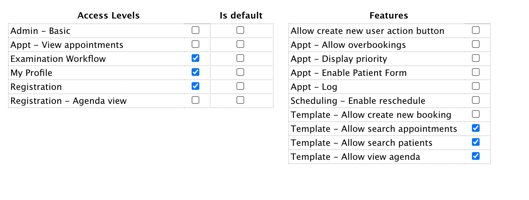 Access Levels Is default
Admin - Basic
Appt - View appointments
Examination Workflow
My Profile
Registration
Registration - Agenda view
Features
Allow create new user action button
Appt - Allow overbookings
Appt - Display priority
Appt - Enable Patient Form
Appt - Log
Scheduling - Enable reschedule
Template - Allow create new booking
Template - Allow search appointments
Template - Allow search patients
Template - Allow view agenda